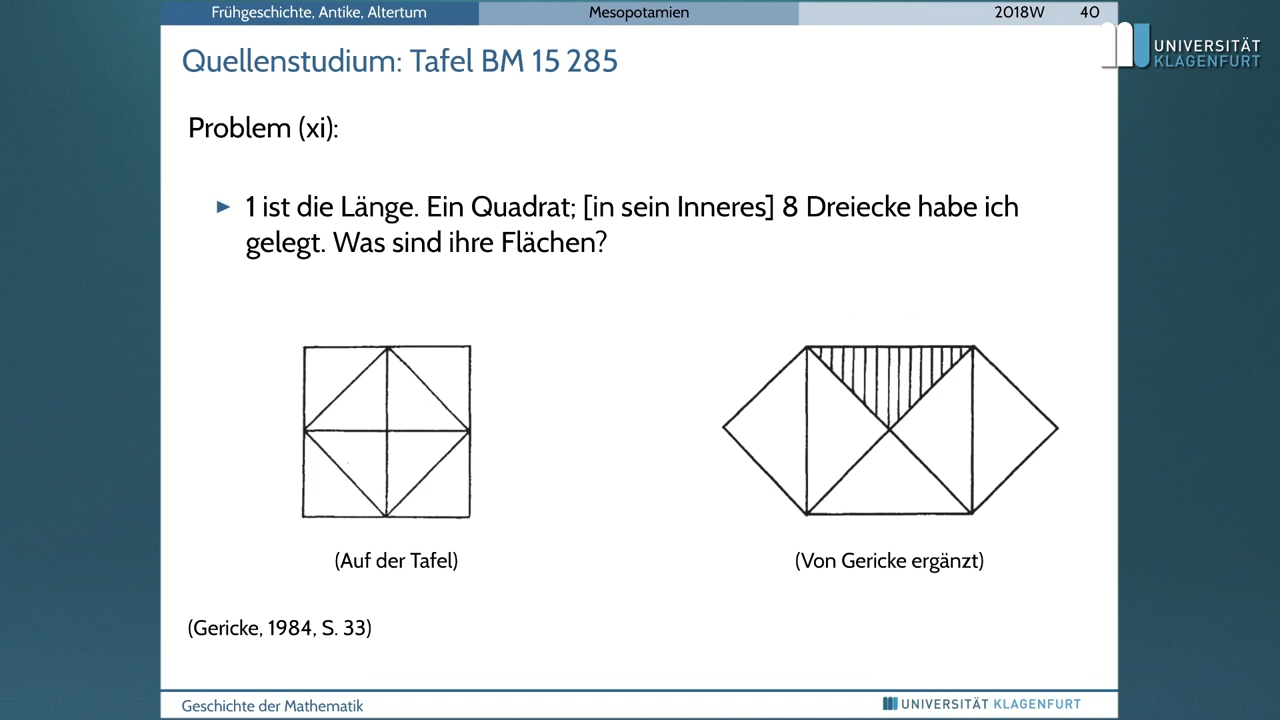 Frühgeschichte, Antike, Altertum Mesopotamien 2018W 40
UNIVERSITÄT
KLAGENFURT
Quellenstudium: Tafel BM 15 285
Problem (xi):
► 1 ist die Länge. Ein Quadrat; [in sein Inneres] 8 Dreiecke habe ich
gelegt. Was sind ihre Flächen?
(Auf der Tafel) (Von Gericke ergänzt)
(Gericke, 1984, S. 33)
Geschichte der Mathematik UNIVERSITÄT KLAGENFURT